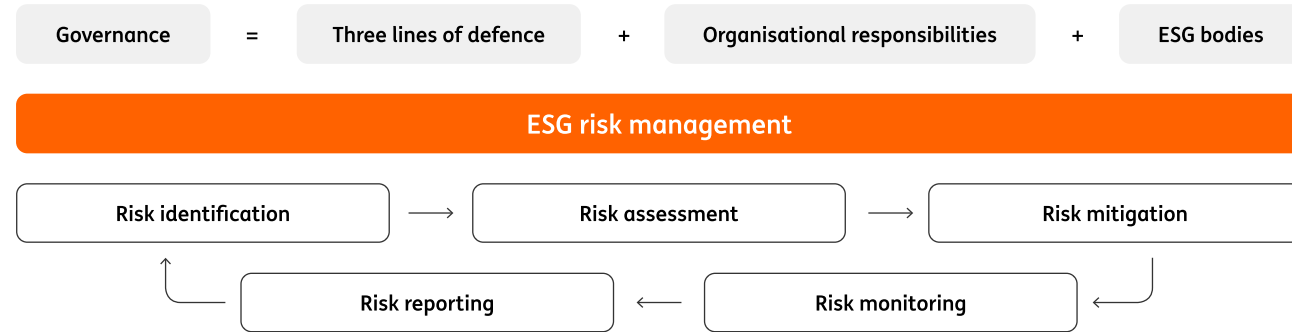 Governance = Three lines of defence + Organisational responsibilities + ESG bodies
ESG risk management
Risk identification Risk assessment Risk mitigation
Risk reporting Risk monitoring